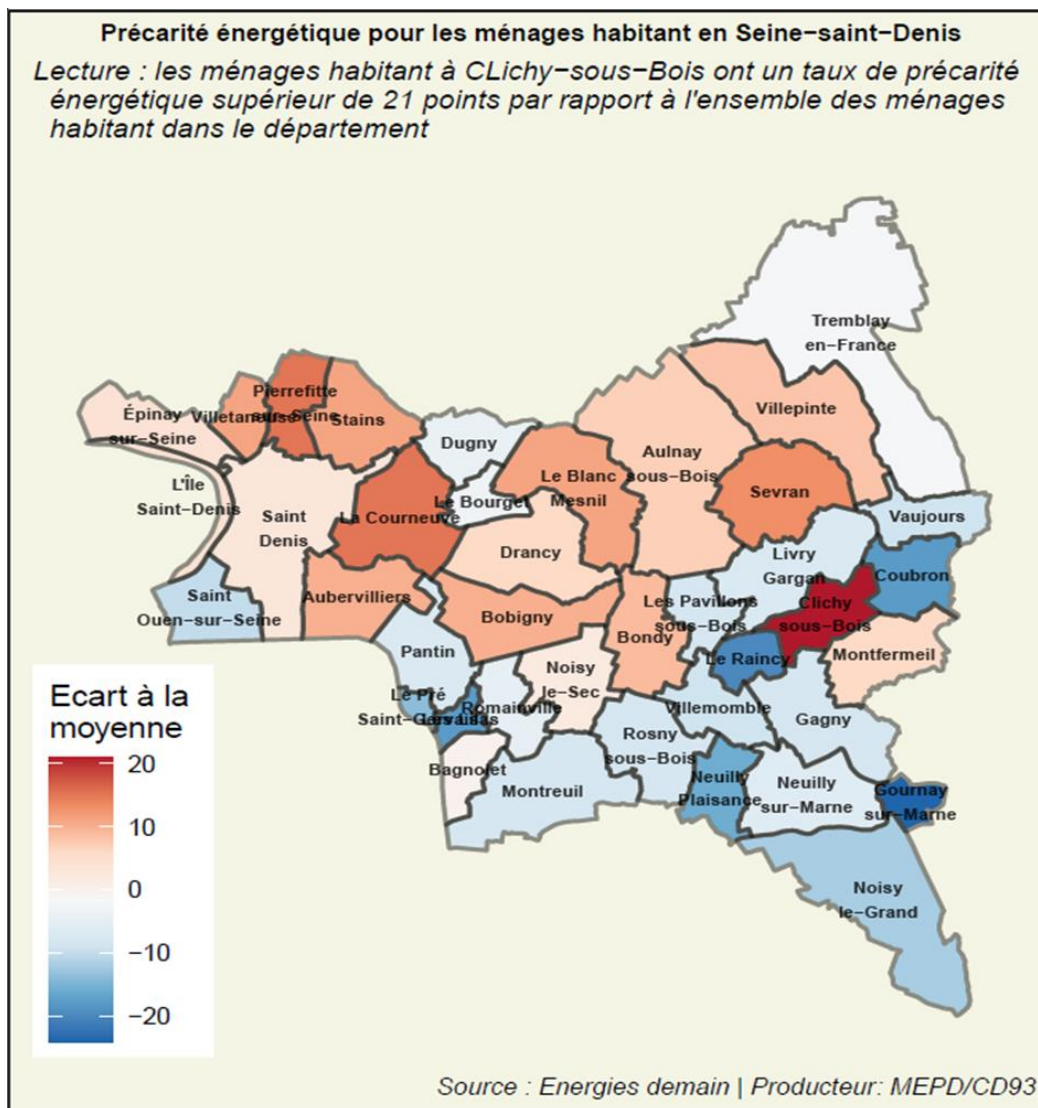 Précarité énergétique pour les ménages habitant en Seine−saint−Denis
Lecture : les ménages habitant à CLichy−sous−Bois ont un taux de précarité
énergétique supérieur de 21 points par rapport à l'ensemble des ménages
habitant dans le département
Tremblay
en−France
Épinay
sur−Seine
Villetaneuse
Pierrefitte
sur−Seine
Stains
Villepinte
Dugny
Aulnay
sous−Bois
Le Blanc
Mesnil
Sevran
L'Île
Saint−Denis
Saint
Denis
La Courneuve
Le Bourget
Vaujours
Drancy
Livry
Gargan
Coubron
Saint
Ouen−sur−Seine
Aubervilliers
Bobigny
Bondy
Les Pavillons
sous−Bois
Clichy
sous−Bois
Montfermeil
Pantin
Noisy
le−Sec
Le Raincy
Le Pré
Saint−Gervais
Les Lilas
Romainville
Villemomble
Gagny
Rosny
sous−Bois
Bagnolet
Montreuil
Neuilly
Plaisance
Neuilly
sur−Marne
Gournay
sur−Marne
Noisy
le−Grand
Ecart à la
moyenne
20
10
0
−10
−20
Source : Energies demain | Producteur: MEPD/CD93